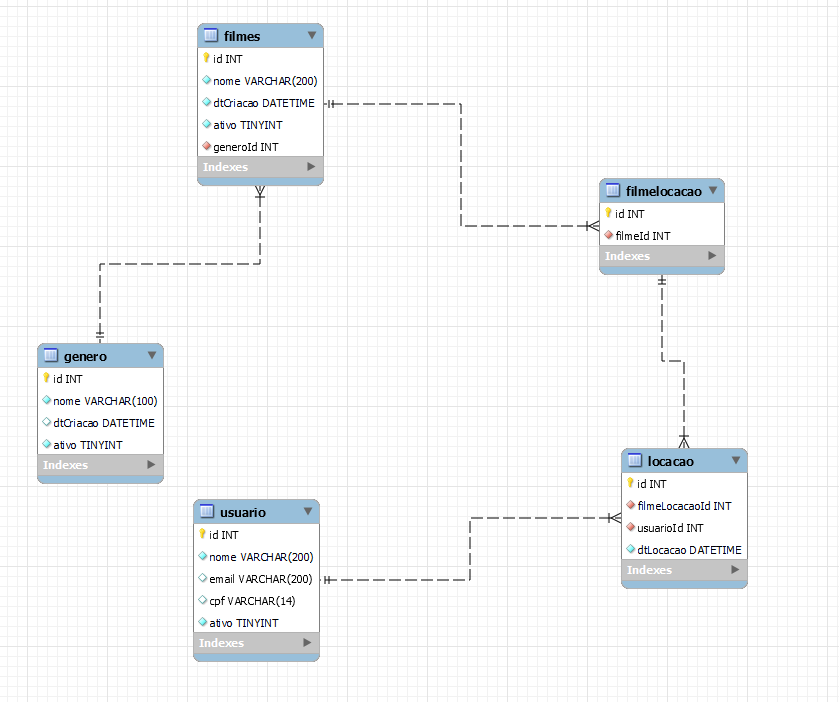 filmes
id INT
nome VARCHAR(200)
dtCriacao DATETIME
ativo TINYINT
generoId INT
Indexes
filmelocacao
id INT
filmeId INT
Indexes
genero
id INT
nome VARCHAR(100)
dtCriacao DATETIME
ativo TINYINT
Indexes
locacao
id INT
filmeLocacaoId INT
usuarioId INT
dtLocacao DATETIME
Indexes
usuario
id INT
nome VARCHAR(200)
email VARCHAR(200)
cpf VARCHAR(14)
ativo TINYINT
Indexes